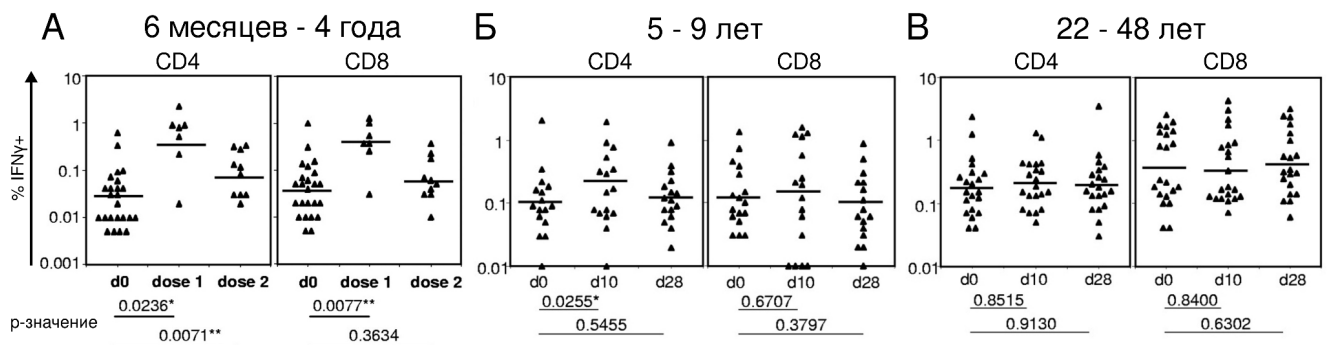 А 6 месяцев - 4 года Б 5 - 9 лет В 22 - 48 лет
CD4 CD8 CD4 CD8 CD4 CD8
% IFNγ+
10 10 10
1 1 1
0.1 0.1 0.1
0.01 0.01 0.01
0.001
d0 dose 1 dose 2 d0 dose 1 dose 2 d0 d10 d28 d0 d10 d28 d0 d10 d28 d0 d10 d28
р-значение
0.0236* 0.0077** 0.0255* 0.6707 0.8515 0.8400
0.0071** 0.3634 0.5455 0.3797 0.9130 0.6302